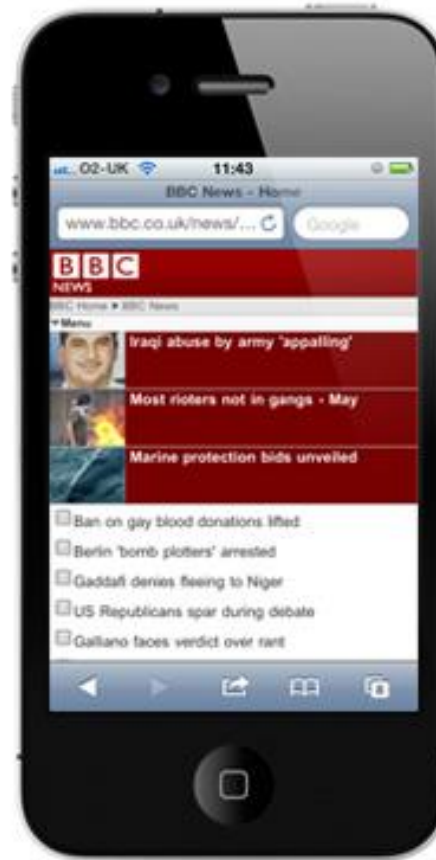 O2-UK 11:43
BBC News - Home
www.bbc.co.uk/news/... Google
BBC
NEWS
BBC Home ▶ BBC News
▾Menu
Iraqi abuse by army 'appalling'
Most rioters not in gangs - May
Marine protection bids unveiled
Ban on gay blood donations lifted
Berlin 'bomb plotters' arrested
Gaddafi denies fleeing to Niger
US Republicans spar during debate
Galliano faces verdict over rant